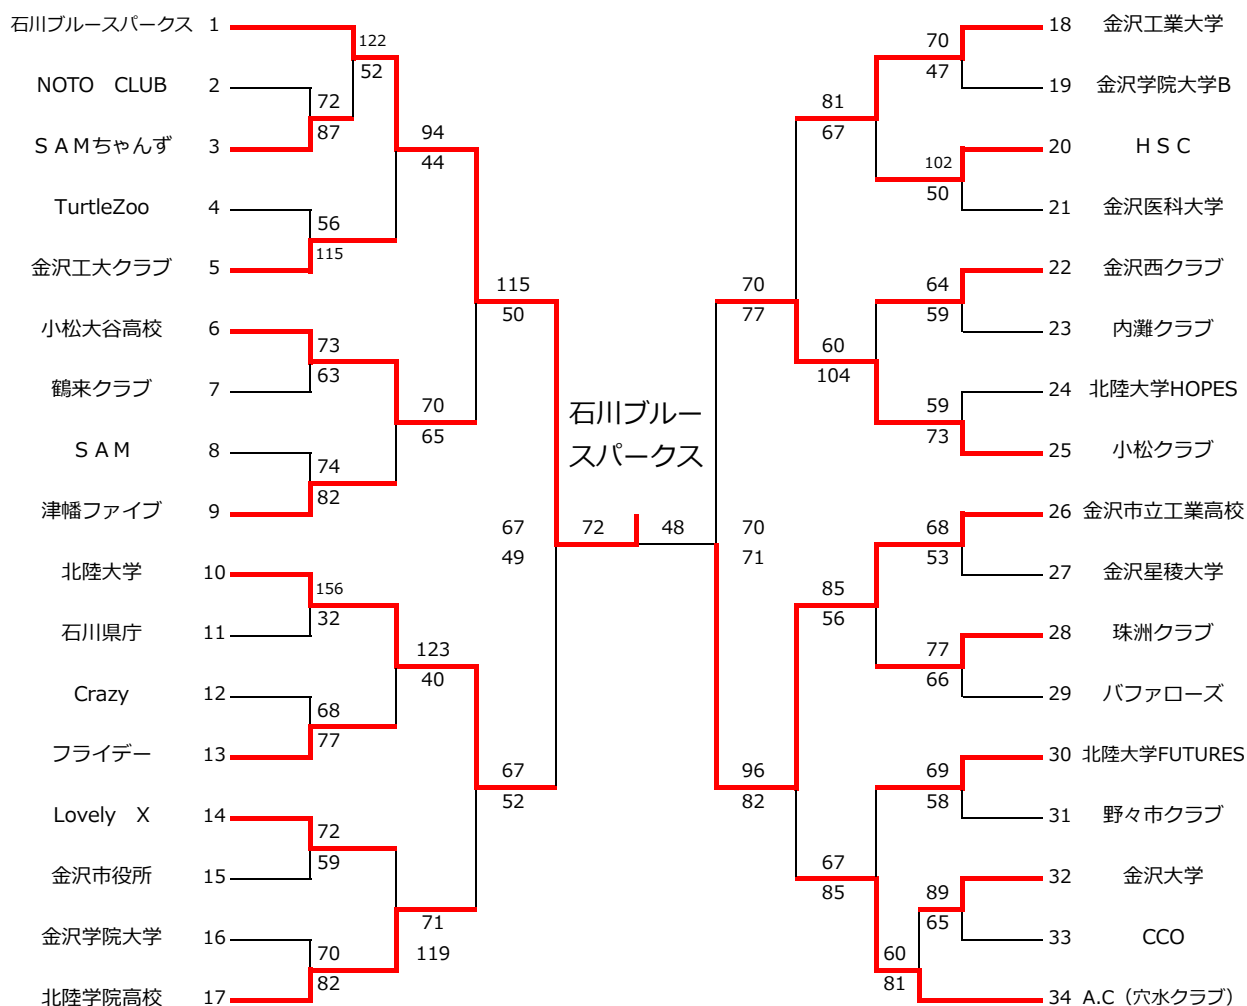 石川ブルースパークス 1
NOTO　CLUB 2
ＳＡＭちゃんず 3
TurtleZoo 4
金沢工大クラブ 5
小松大谷高校 6
鶴来クラブ 7
ＳＡＭ 8
津幡ファイブ 9
北陸大学 10
石川県庁 11
Crazy 12
フライデー 13
Lovely　X 14
金沢市役所 15
金沢学院大学 16
北陸学院高校 17
122
52
72
87
94
44
56
115
115
50
73
63
70
65
74
82
67
49
156
32
123
40
68
77
67
52
72
59
71
119
70
82
石川ブルー
スパークス
72 48
70
47
81
67
102
50
70
77
64
59
60
104
59
73
70
71
68
53
85
56
77
66
96
82
69
58
67
85
89
65
60
81
18 金沢工業大学
19 金沢学院大学B
20 ＨＳＣ
21 金沢医科大学
22 金沢西クラブ
23 内灘クラブ
24 北陸大学HOPES
25 小松クラブ
26 金沢市立工業高校
27 金沢星稜大学
28 珠洲クラブ
29 バファローズ
30 北陸大学FUTURES
31 野々市クラブ
32 金沢大学
33 CCO
34 A.C（穴水クラブ）